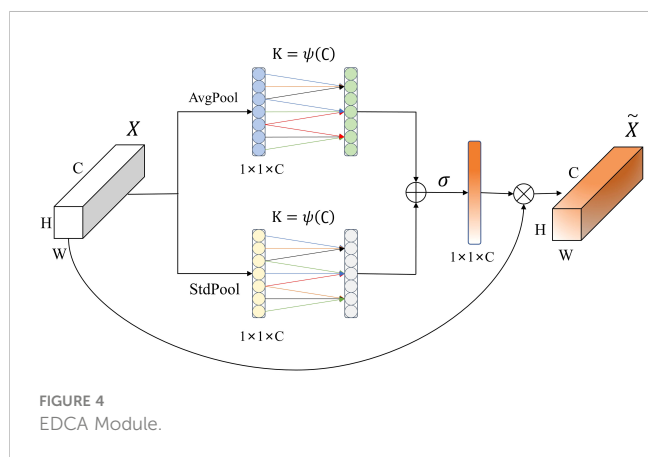 K = ψ(C)
AvgPool
1×1×C
X
C
H
W
K = ψ(C)
StdPool
1×1×C
σ
1×1×C
X̃
C
H
W
FIGURE 4
EDCA Module.